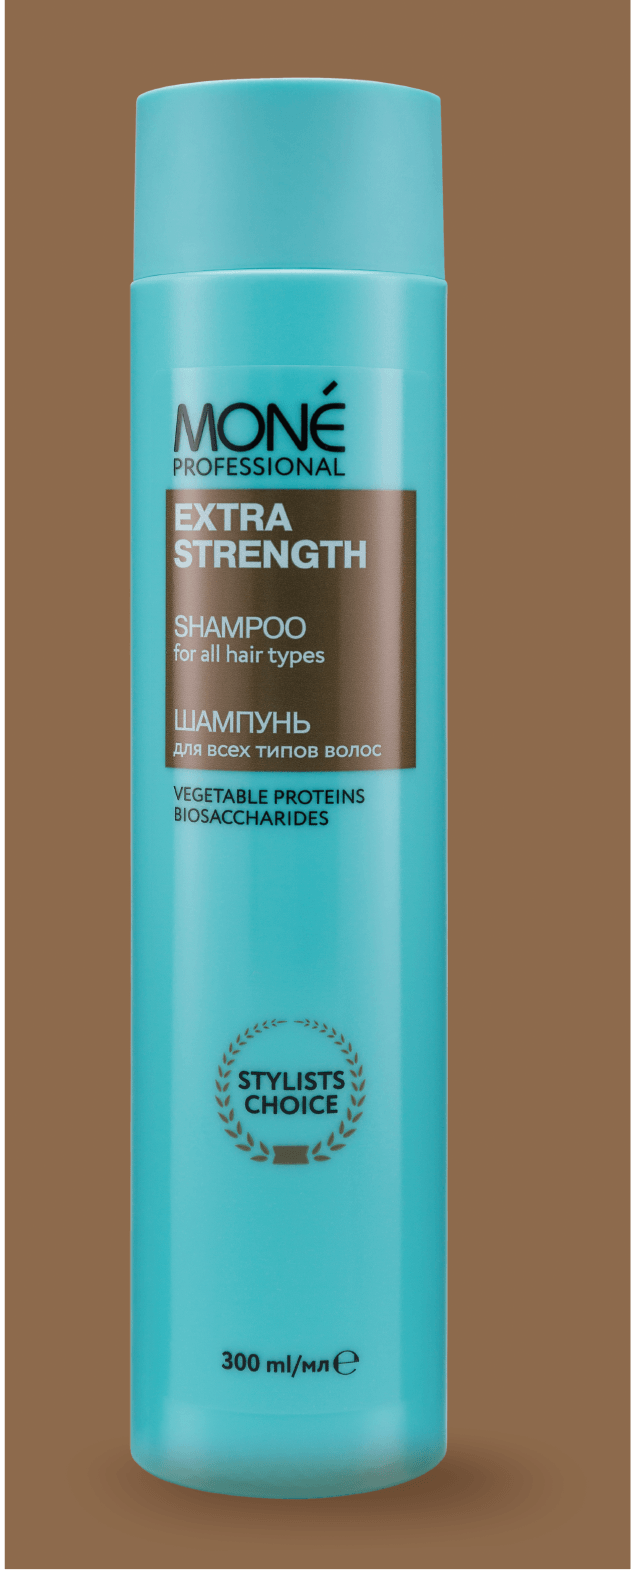 MONÉ
PROFESSIONAL
EXTRA
STRENGTH
SHAMPOO
for all hair types
ШАМПУНЬ
для всех типов волос
VEGETABLE PROTEINS
BIOSACCHARIDES
STYLISTS
CHOICE
300 ml/мл ℮